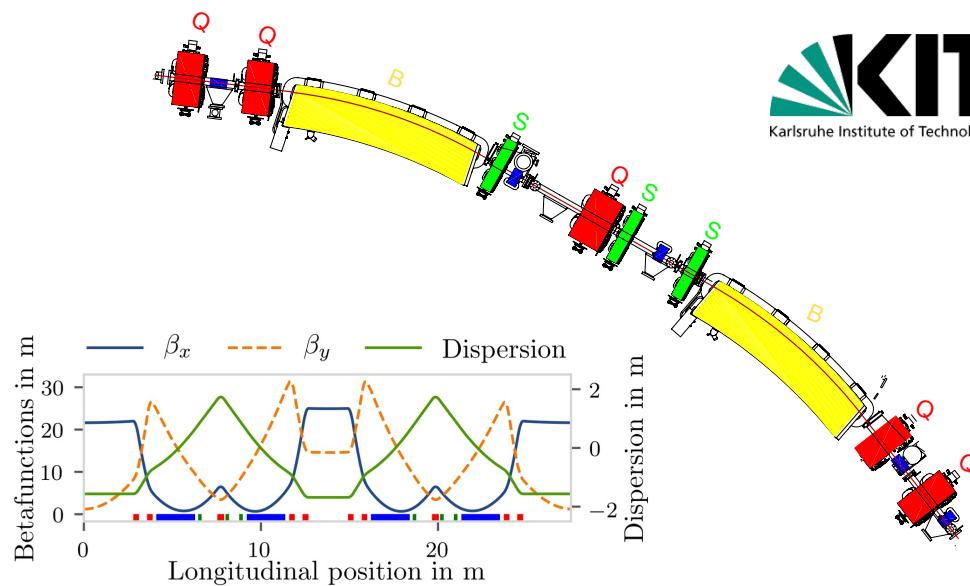 Q
Q
B
S
KIT
Karlsruhe Institute of Technol
Q
S
S
B
Q
Q
βx βy Dispersion
Betafunctions in m
30
20
10
0
2
0
−2
Dispersion in m
0 10 20
Longitudinal position in m